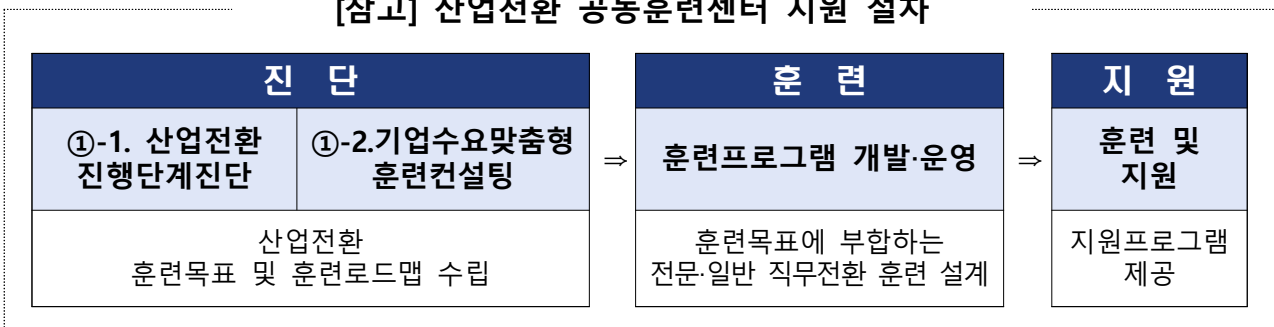 [참고] 산업전환 공동훈련센터 지원 절차
진 단
훈 련
지 원
①-1. 산업전환
진행단계진단
①-2.기업수요맞춤형
훈련컨설팅
⇒
훈련프로그램 개발·운영
⇒
훈련 및
지원
산업전환
훈련목표 및 훈련로드맵 수립
훈련목표에 부합하는
전문·일반 직무전환 훈련 설계
지원프로그램
제공